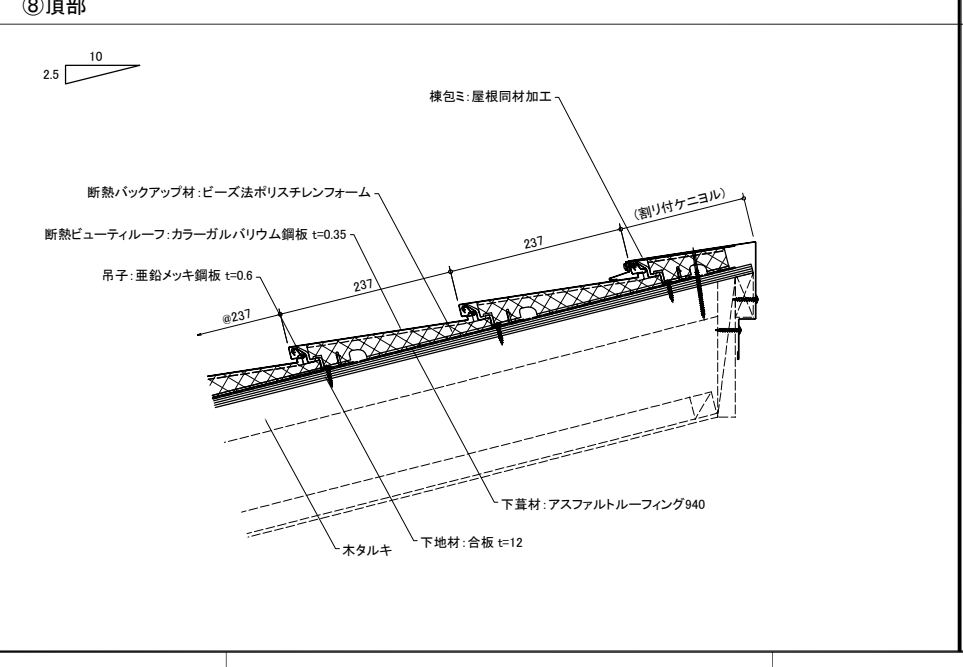 ⑧頂部
10
2.5
棟包ミ:屋根同材加工
断熱バックアップ材:ビーズ法ポリスチレンフォーム
(割り付ケニヨル)
断熱ビューティルーフ:カラーガルバリウム鋼板 t=0.35
237
吊子:亜鉛メッキ鋼板 t=0.6
237
@237
下葺材:アスファルトルーフィング940
下地材:合板 t=12
木タルキ